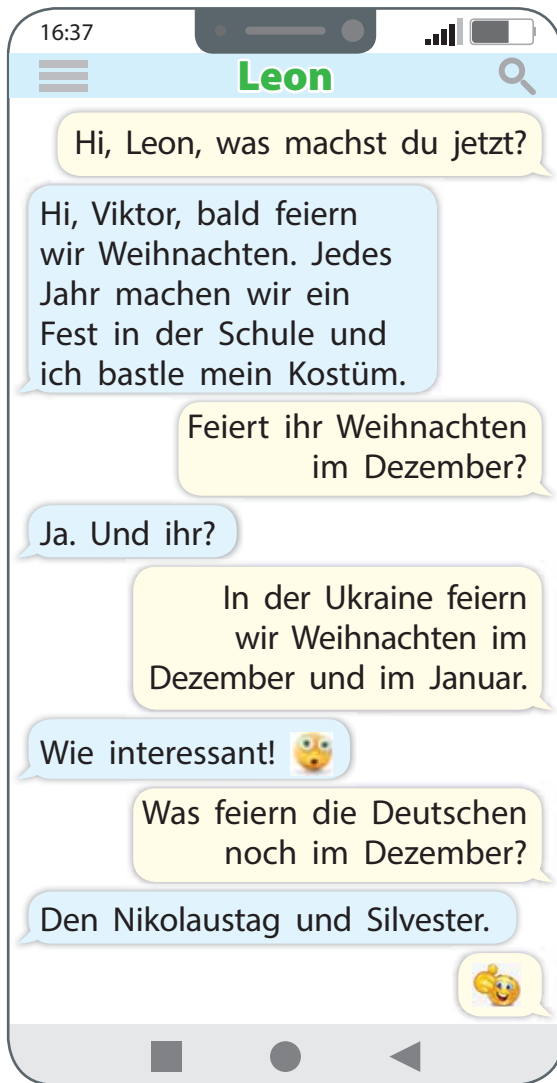 16:37
Leon
Hi, Leon, was machst du jetzt?
Hi, Viktor, bald feiern
wir Weihnachten. Jedes
Jahr machen wir ein
Fest in der Schule und
ich bastle mein Kostüm.
Feiert ihr Weihnachten
im Dezember?
Ja. Und ihr?
In der Ukraine feiern
wir Weihnachten im
Dezember und im Januar.
Wie interessant!
Was feiern die Deutschen
noch im Dezember?
Den Nikolaustag und Silvester.